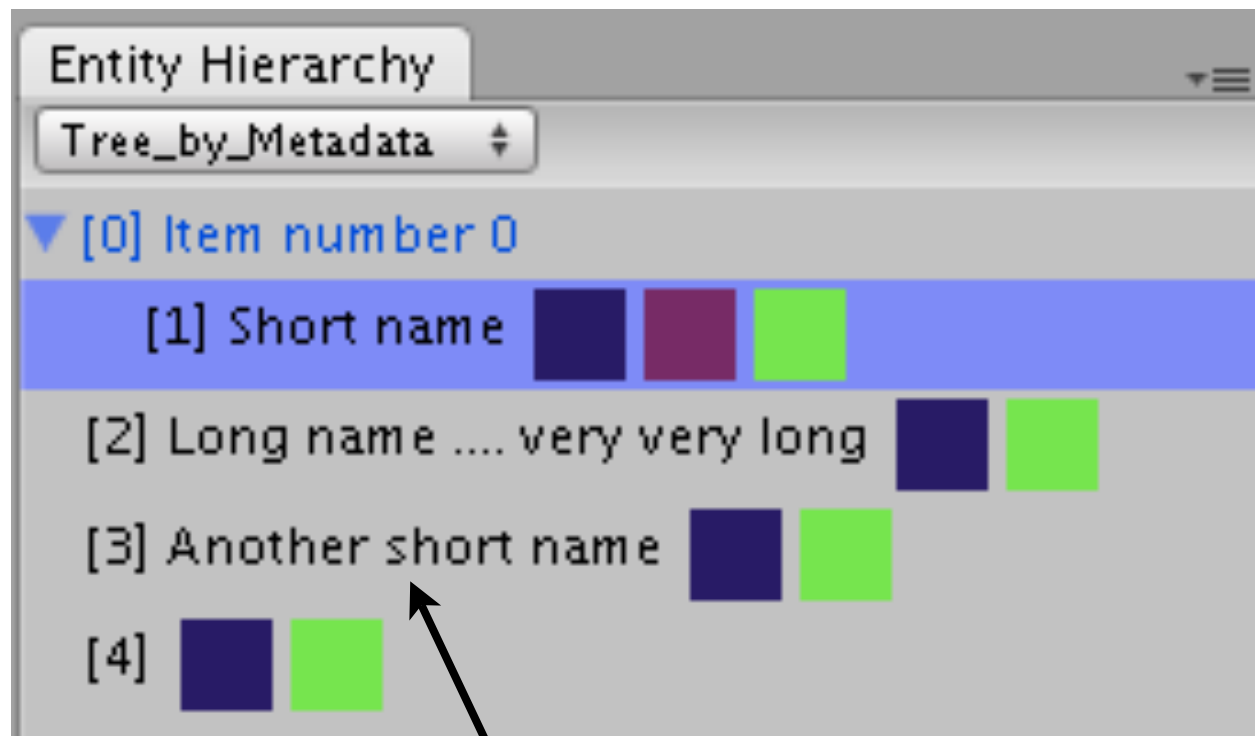 Entity Hierarchy
Tree_by_Metadata
[0] Item number 0
[1] Short name
[2] Long name .... very very long
[3] Another short name
[4]